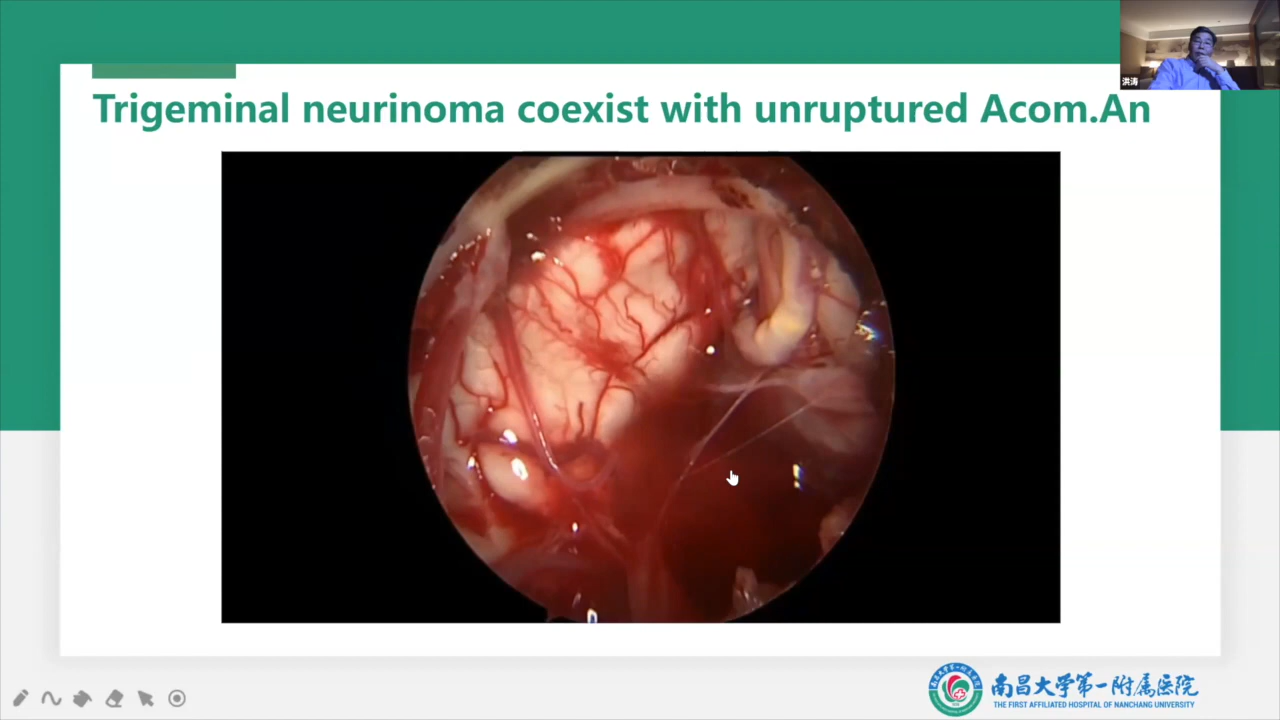 洪涛
Trigeminal neurinoma coexist with unruptured Acom.An
南昌大学第一附属医院
THE FIRST AFFILIATED HOSPITAL OF NANCHANG UNIVERSITY